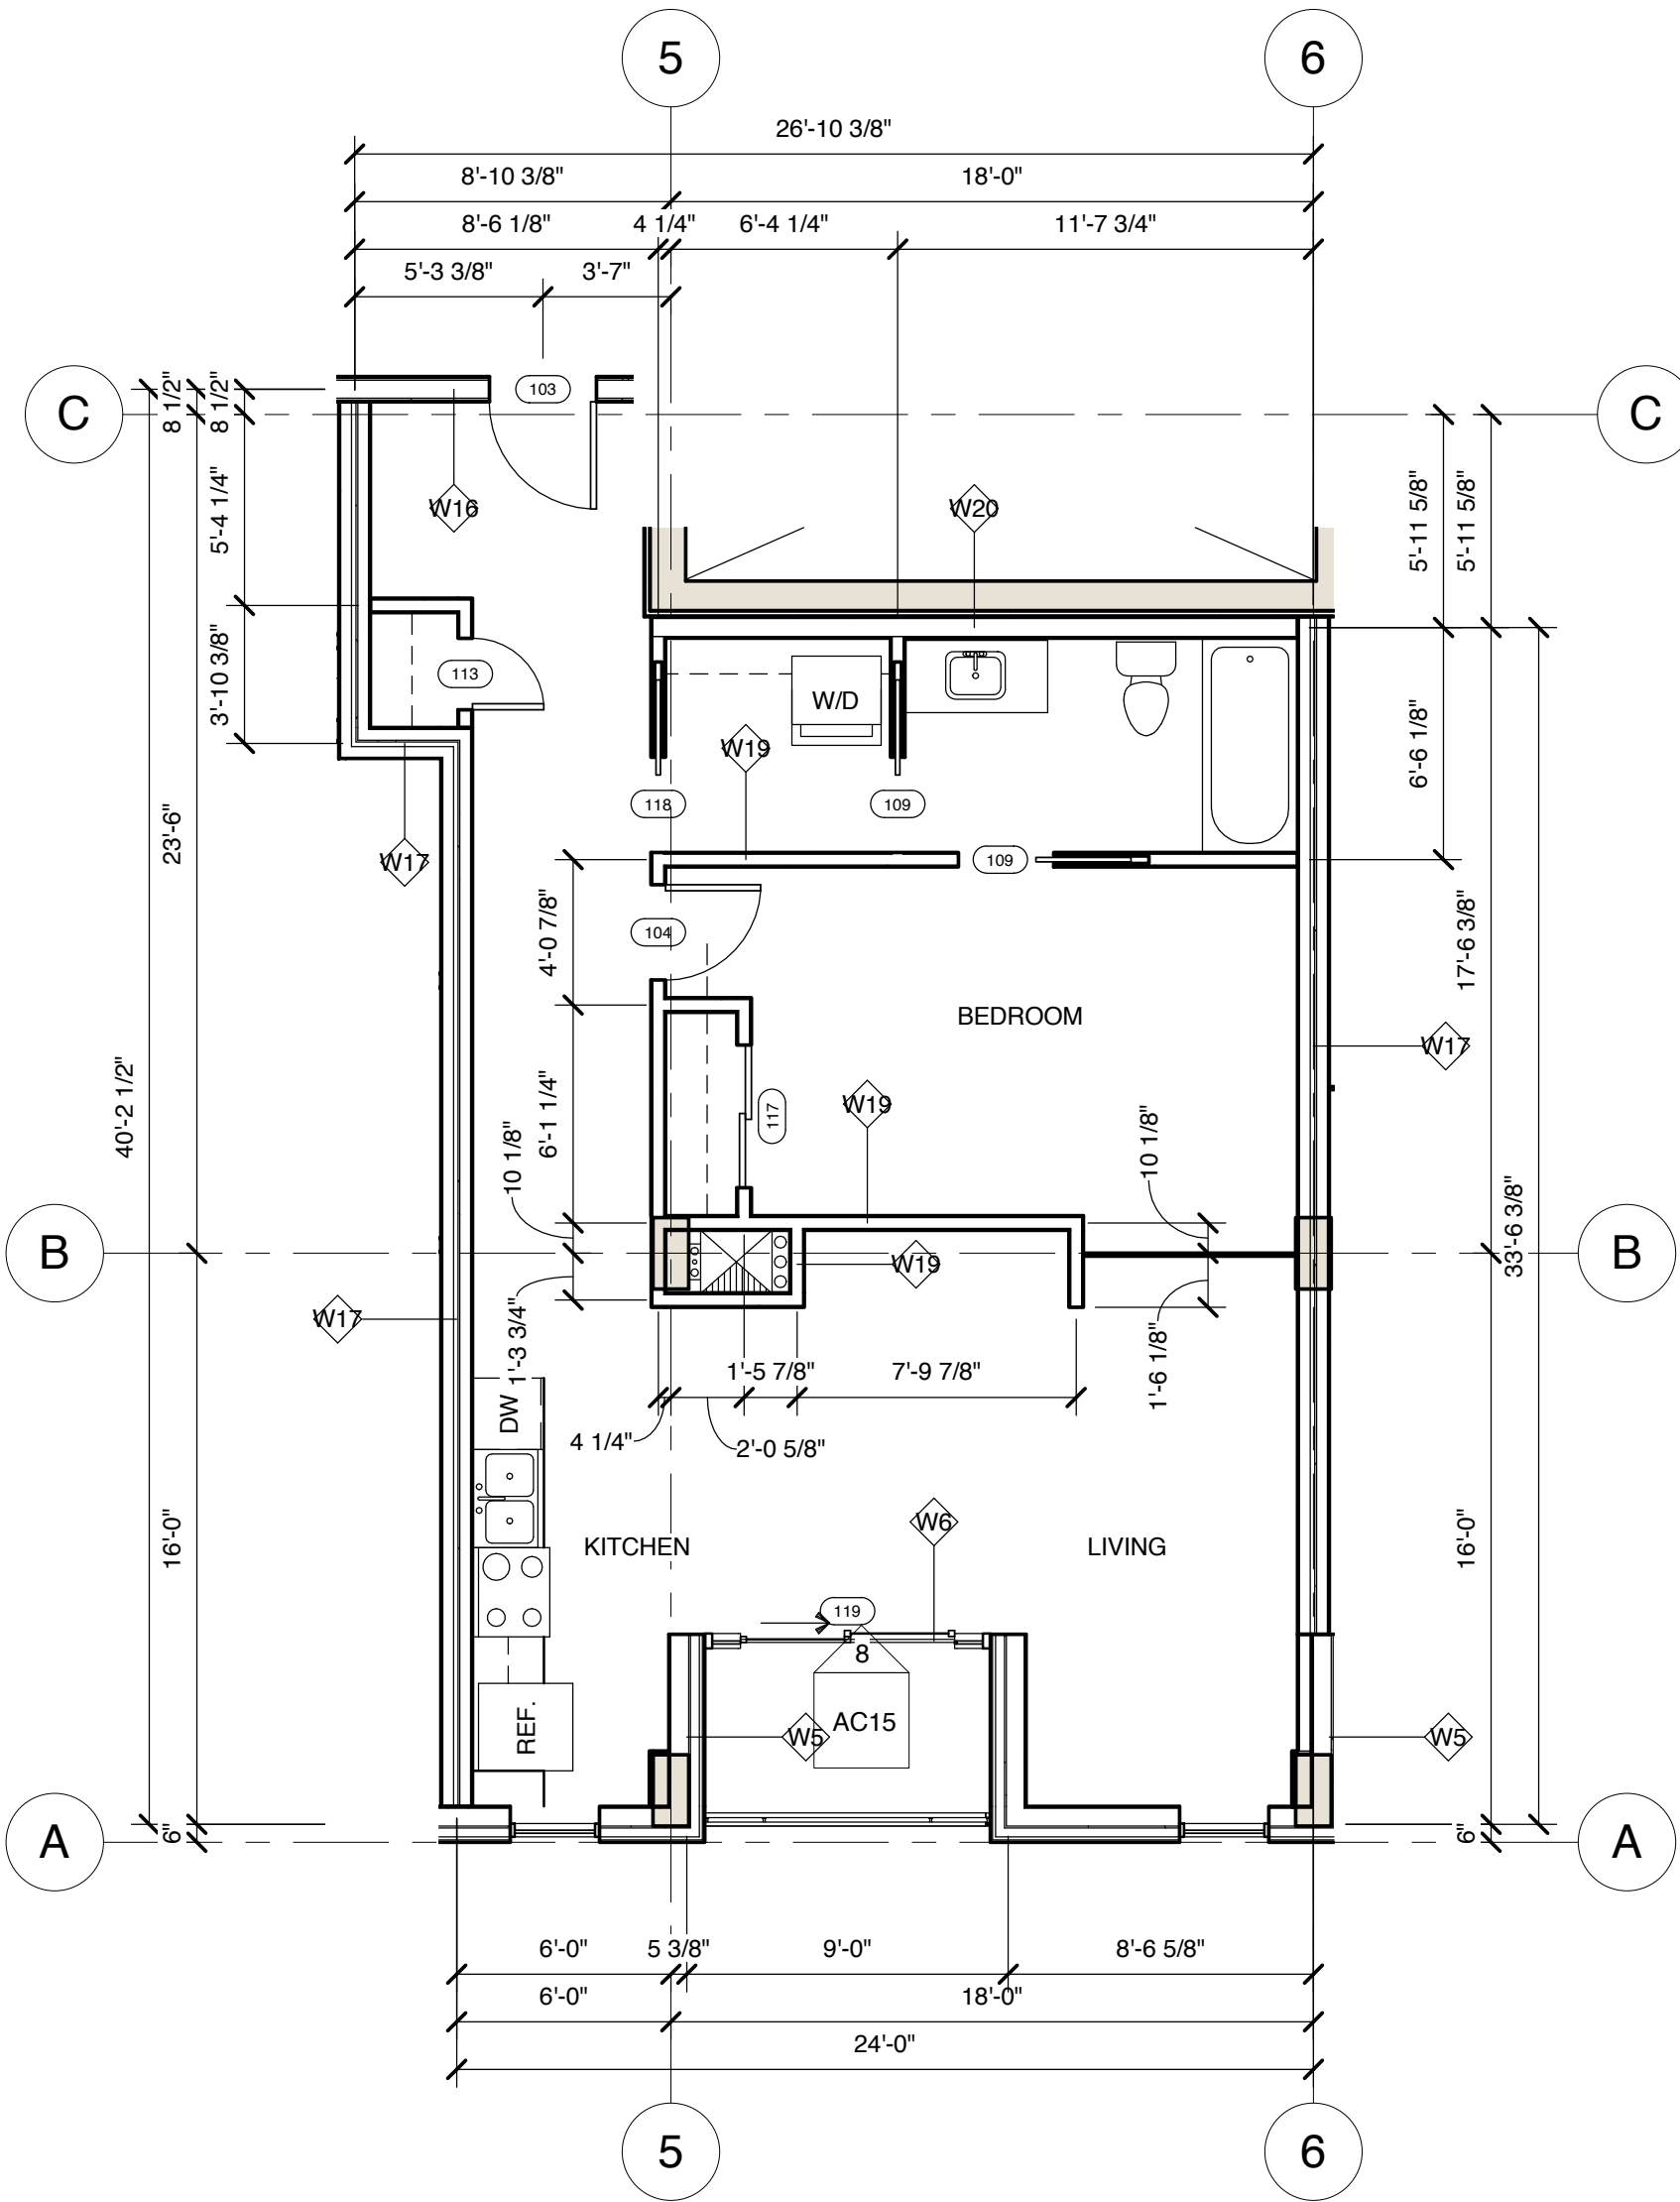 5
6
26'-10 3/8"
8'-10 3/8"
18'-0"
8'-6 1/8"
4 1/4"
6'-4 1/4"
11'-7 3/4"
5'-3 3/8"
3'-7"
C
8 1/2"
8 1/2"
103
C
5'-4 1/4"
W16
W20
5'-11 5/8"
5'-11 5/8"
3'-10 3/8"
113
W/D
W19
6'-6 1/8"
118
109
23'-6"
W17
109
104
4'-0 7/8"
17'-6 3/8"
BEDROOM
W17
40'-2 1/2"
6'-1 1/4"
117
W19
10 1/8"
10 1/8"
B
W19
33'-6 3/8"
B
W17
1'-3 3/4"
1'-6 1/8"
1'-5 7/8"
7'-9 7/8"
DW
4 1/4"
2'-0 5/8"
16'-0"
W6
16'-0"
KITCHEN
LIVING
119
8
REF.
W5
AC15
W5
A
6"
6"
A
6'-0"
5 3/8"
9'-0"
8'-6 5/8"
6'-0"
18'-0"
24'-0"
5
6